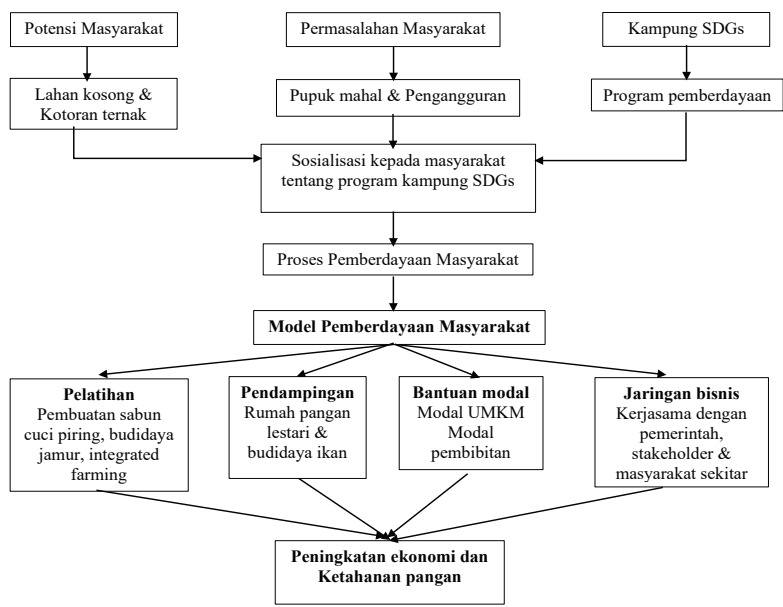 Potensi Masyarakat
Permasalahan Masyarakat
Kampung SDGs
Lahan kosong &
Kotoran ternak
Pupuk mahal & Pengangguran
Program pemberdayaan
Sosialisasi kepada masyarakat
tentang program kampung SDGs
Proses Pemberdayaan Masyarakat
Model Pemberdayaan Masyarakat
Pelatihan
Pembuatan sabun
cuci piring, budidaya
jamur, integrated
farming
Pendampingan
Rumah pangan
lestari &
budidaya ikan
Bantuan modal
Modal UMKM
Modal
pembibitan
Jaringan bisnis
Kerjasama dengan
pemerintah,
stakeholder &
masyarakat sekitar
Peningkatan ekonomi dan
Ketahanan pangan